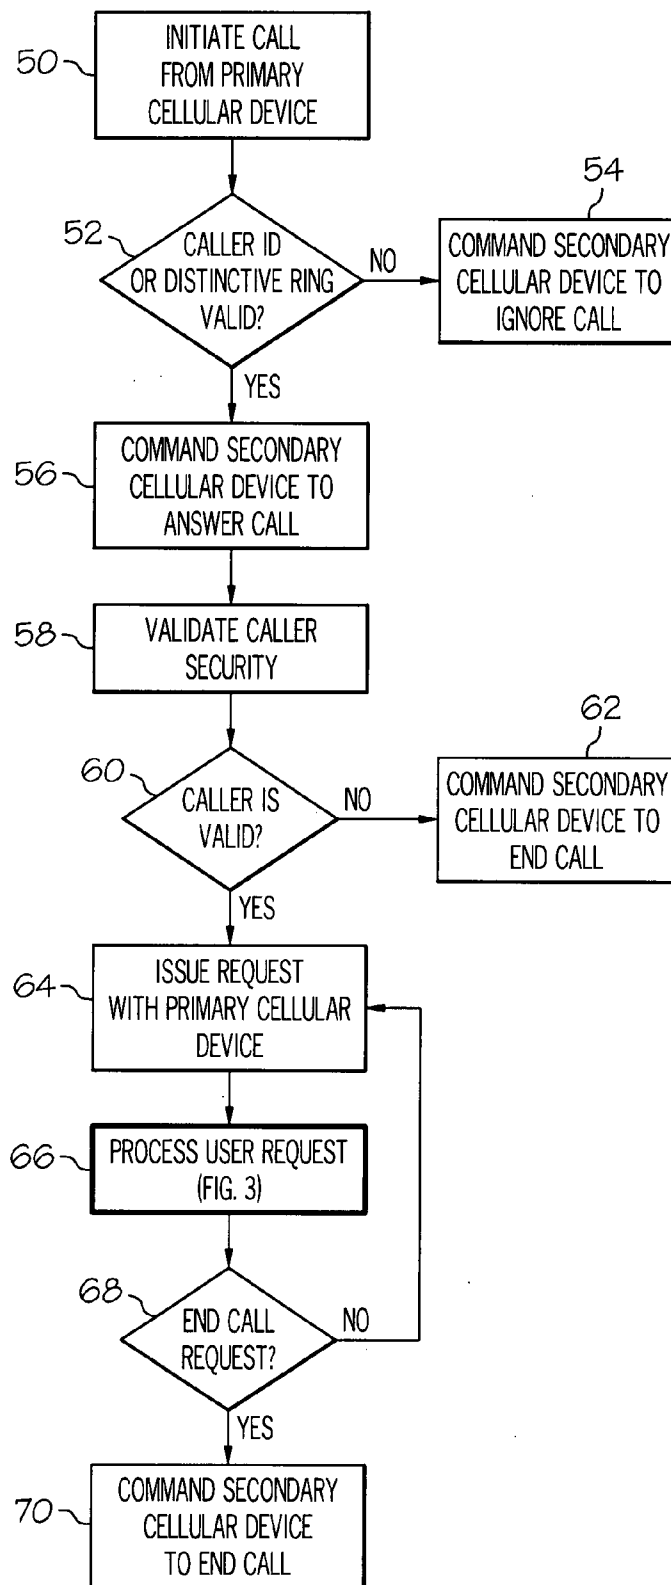 50
INITIATE CALL
FROM PRIMARY
CELLULAR DEVICE
52
CALLER ID
OR DISTINCTIVE RING
VALID?
NO
54
COMMAND SECONDARY
CELLULAR DEVICE TO
IGNORE CALL
YES
56
COMMAND SECONDARY
CELLULAR DEVICE TO
ANSWER CALL
58
VALIDATE CALLER
SECURITY
60
CALLER IS
VALID?
NO
62
COMMAND SECONDARY
CELLULAR DEVICE TO
END CALL
YES
64
ISSUE REQUEST
WITH PRIMARY CELLULAR
DEVICE
66
PROCESS USER REQUEST
(FIG. 3)
68
END CALL
REQUEST?
NO
YES
70
COMMAND SECONDARY
CELLULAR DEVICE
TO END CALL